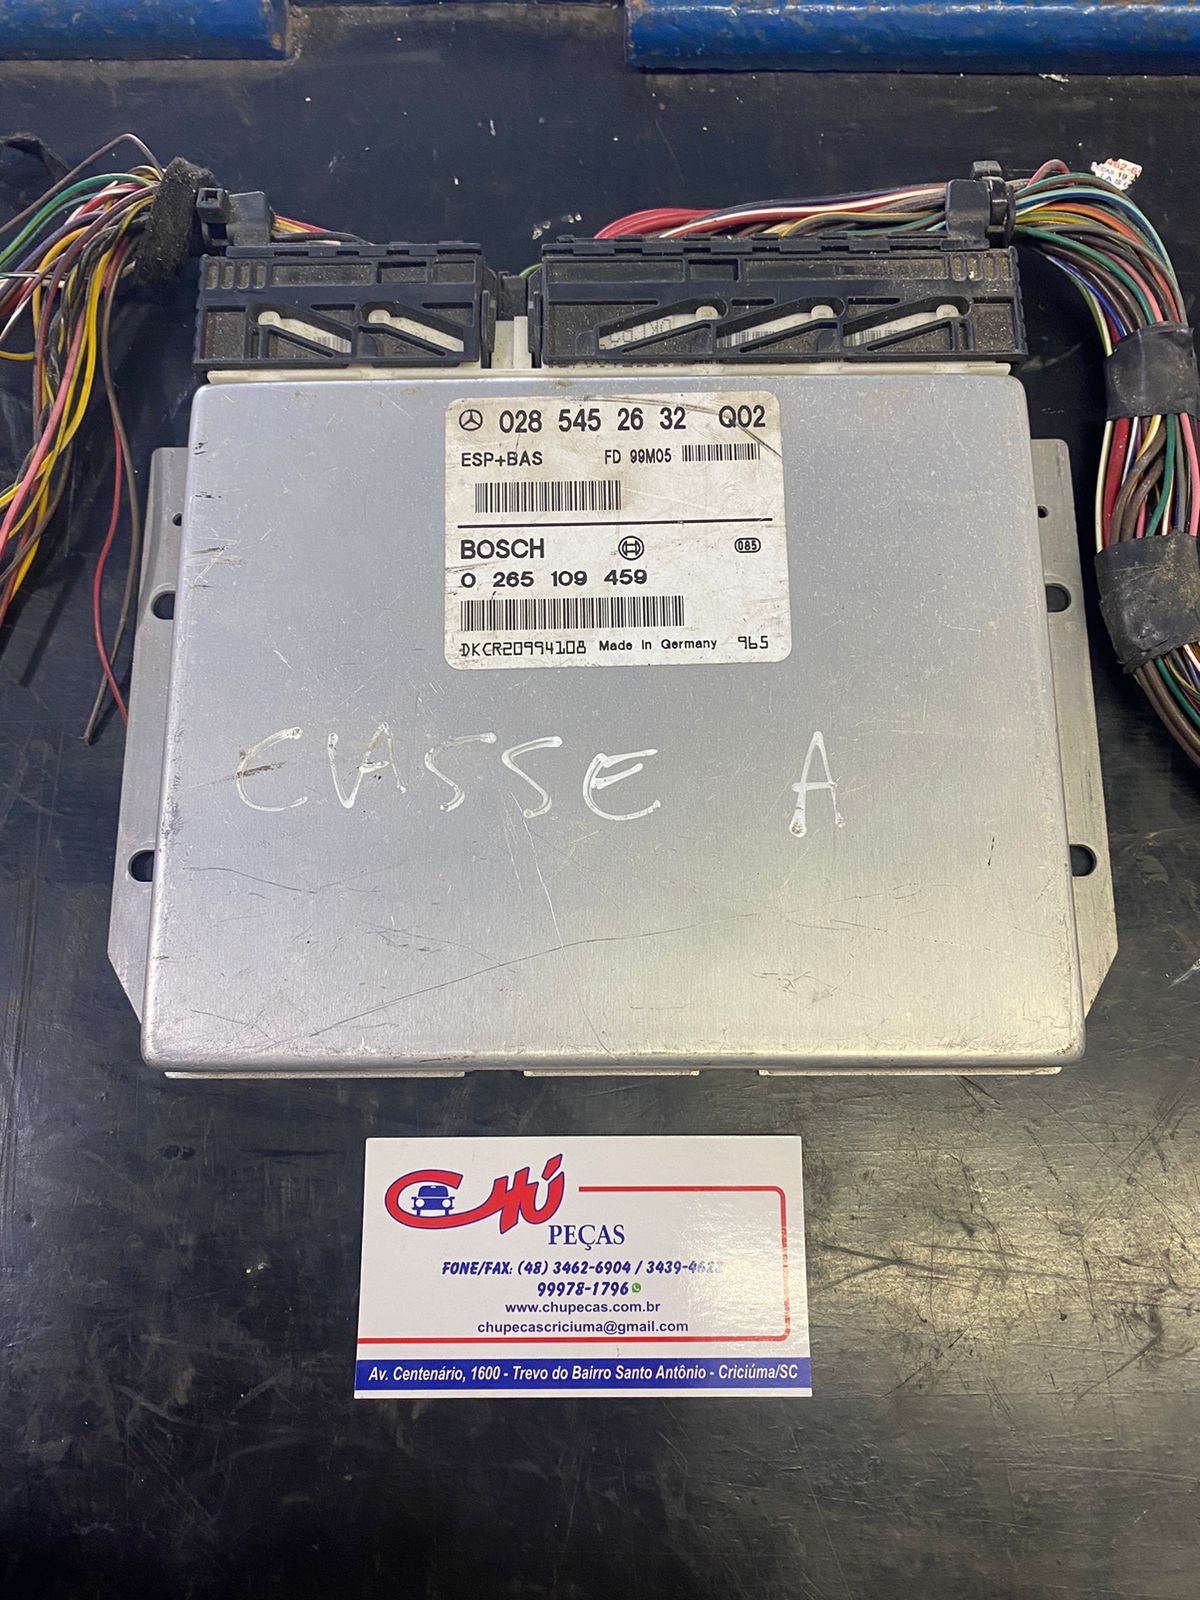 028 545 26 32 Q02
ESP+BAS FD 99M05
BOSCH 085
0 265 109 459
DKCR20994108 Made in Germany 965
CLASSE A
CHÚ
PEÇAS
FONE/FAX: (48) 3462-6904 /
99978-1796
www.chupecas.com.br
chupecascriciuma@gmail.com
Av. Centenário, 1600 - Trevo do Bairro Santo Antônio - Criciúma/SC